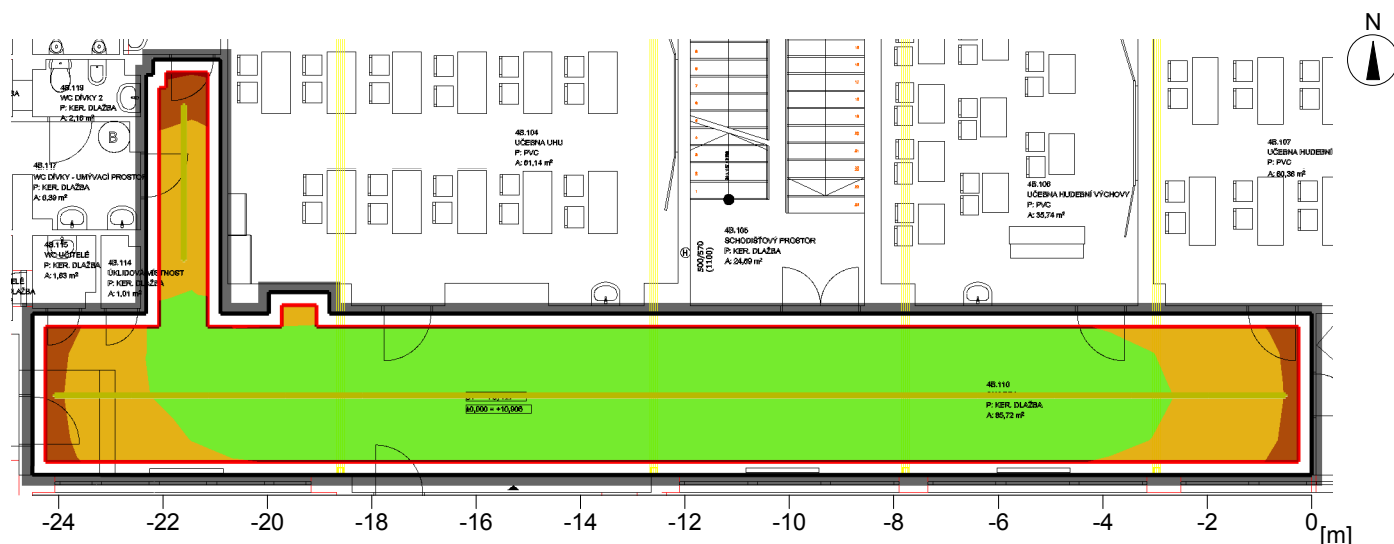 N
4B.119
WC DÍVKY 2
P: KER. DLAŽBA
A: 2,16 m²
B
4B.117
WC DÍVKY - UMÝVACÍ PROSTOR
P: KER. DLAŽBA
A: 6,39 m²
4B.115
WC UČITELÉ
P: KER. DLAŽBA
A: 1,63 m²
4B.114
ÚKLIDOVÁ MÍSTNOST
P: KER. DLAŽBA
A: 1,01 m²
4B.104
UČEBNA UHU
P: PVC
A: 61,14 m²
4B.105
SCHODIŠŤOVÝ PROSTOR
P: KER. DLAŽBA
A: 24,69 m²
H
500/570
(1100)
4B.106
UČEBNA HUDEBNÍ VÝCHOVY
P: PVC
A: 35,74 m²
4B.107
UČEBNA HUDEBNÍ
P: PVC
A: 60,36 m²
±0,000 = +10,906
4B.110
P: KER. DLAŽBA
A: 85,72 m²
-24 -22 -20 -18 -16 -14 -12 -10 -8 -6 -4 -2 0 [m]